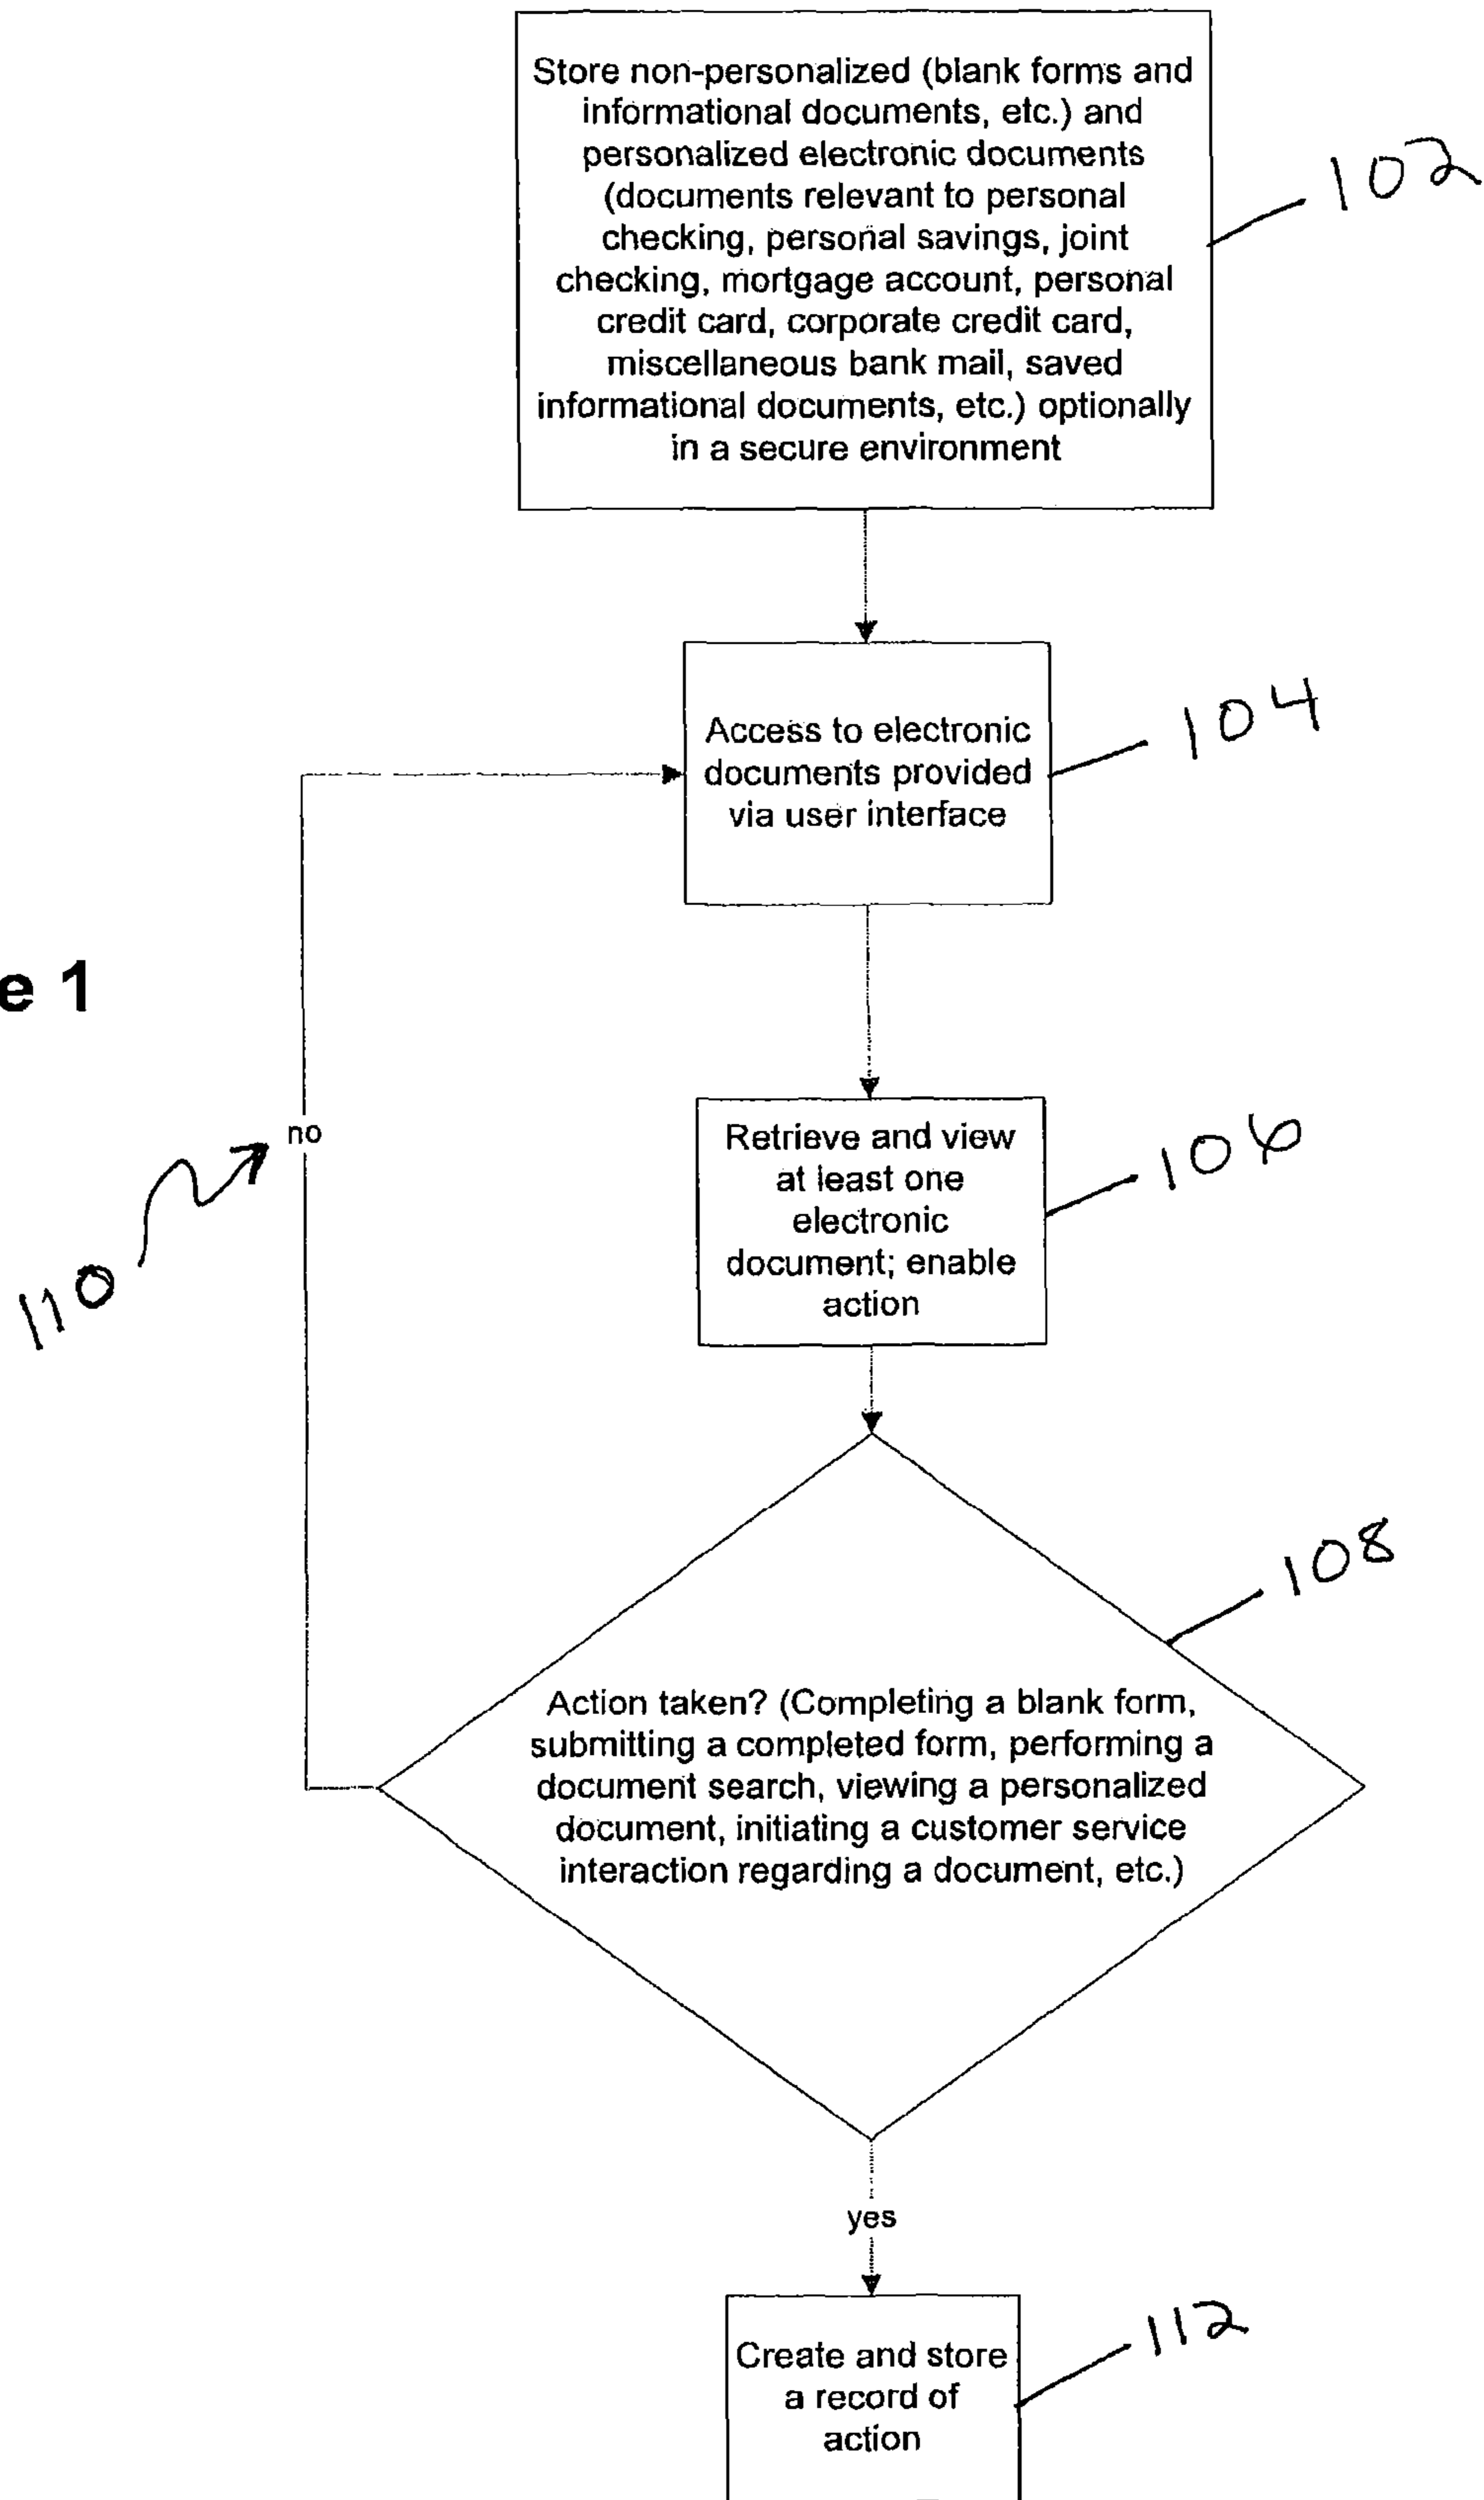 Store non-personalized (blank forms and
informational documents, etc.) and
personalized electronic documents
(documents relevant to personal
checking, personal savings, joint
checking, mortgage account, personal
credit card, corporate credit card,
miscellaneous bank mail, saved
informational documents, etc.) optionally
in a secure environment
102
Access to electronic
documents provided
via user interface
104
e 1
no
110
Retrieve and view
at least one
electronic
document; enable
action
106
Action taken? (Completing a blank form,
submitting a completed form, performing a
document search, viewing a personalized
document, initiating a customer service
interaction regarding a document, etc.)
108
yes
Create and store
a record of
action
112